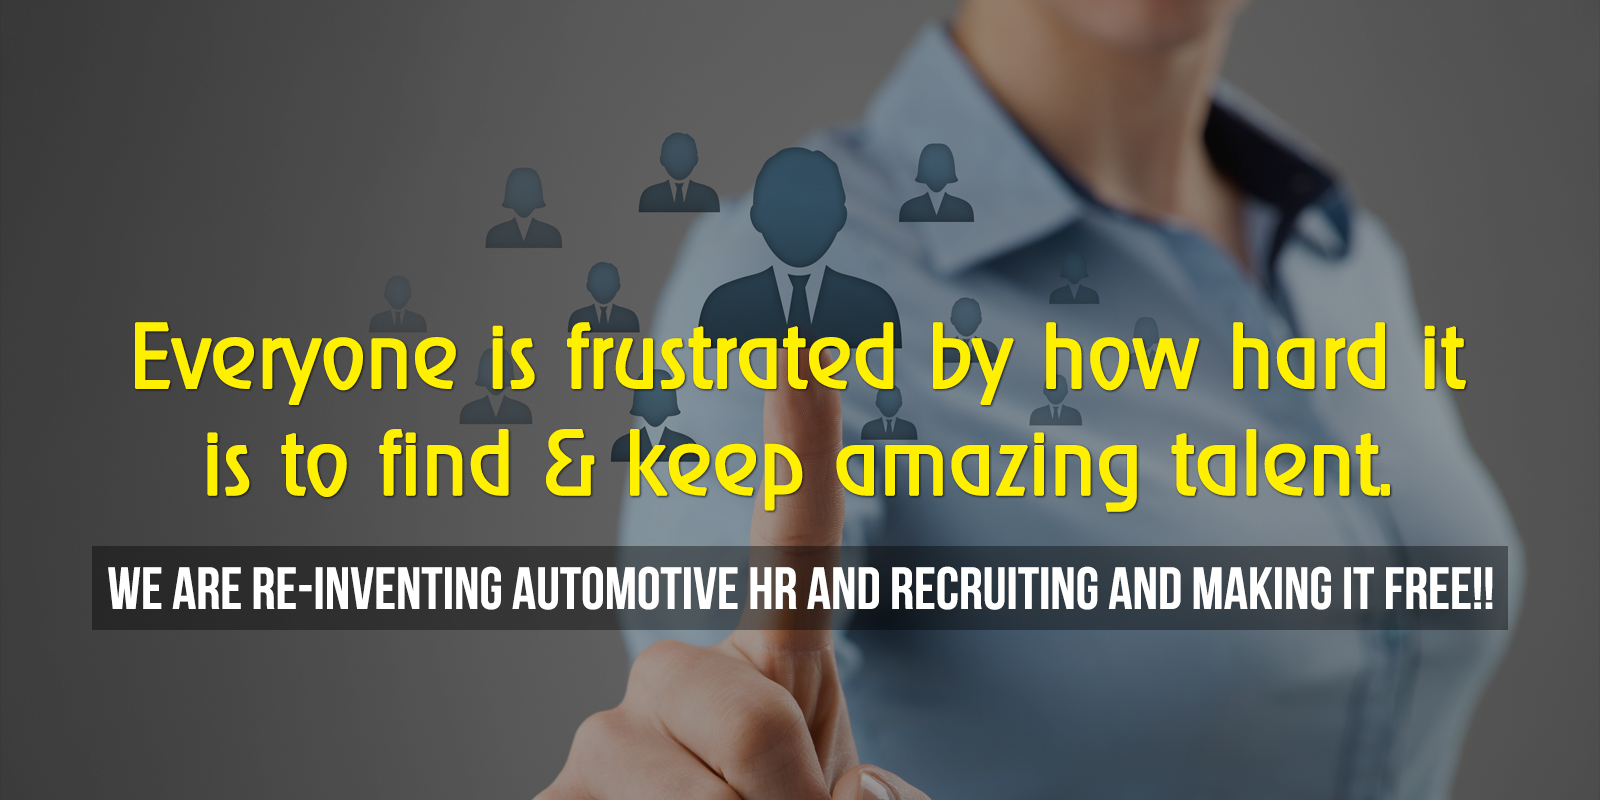 Everyone is frustrated by how hard it
is to find & keep amazing talent.
WE ARE RE-INVENTING AUTOMOTIVE HR AND RECRUITING AND MAKING IT FREE!!